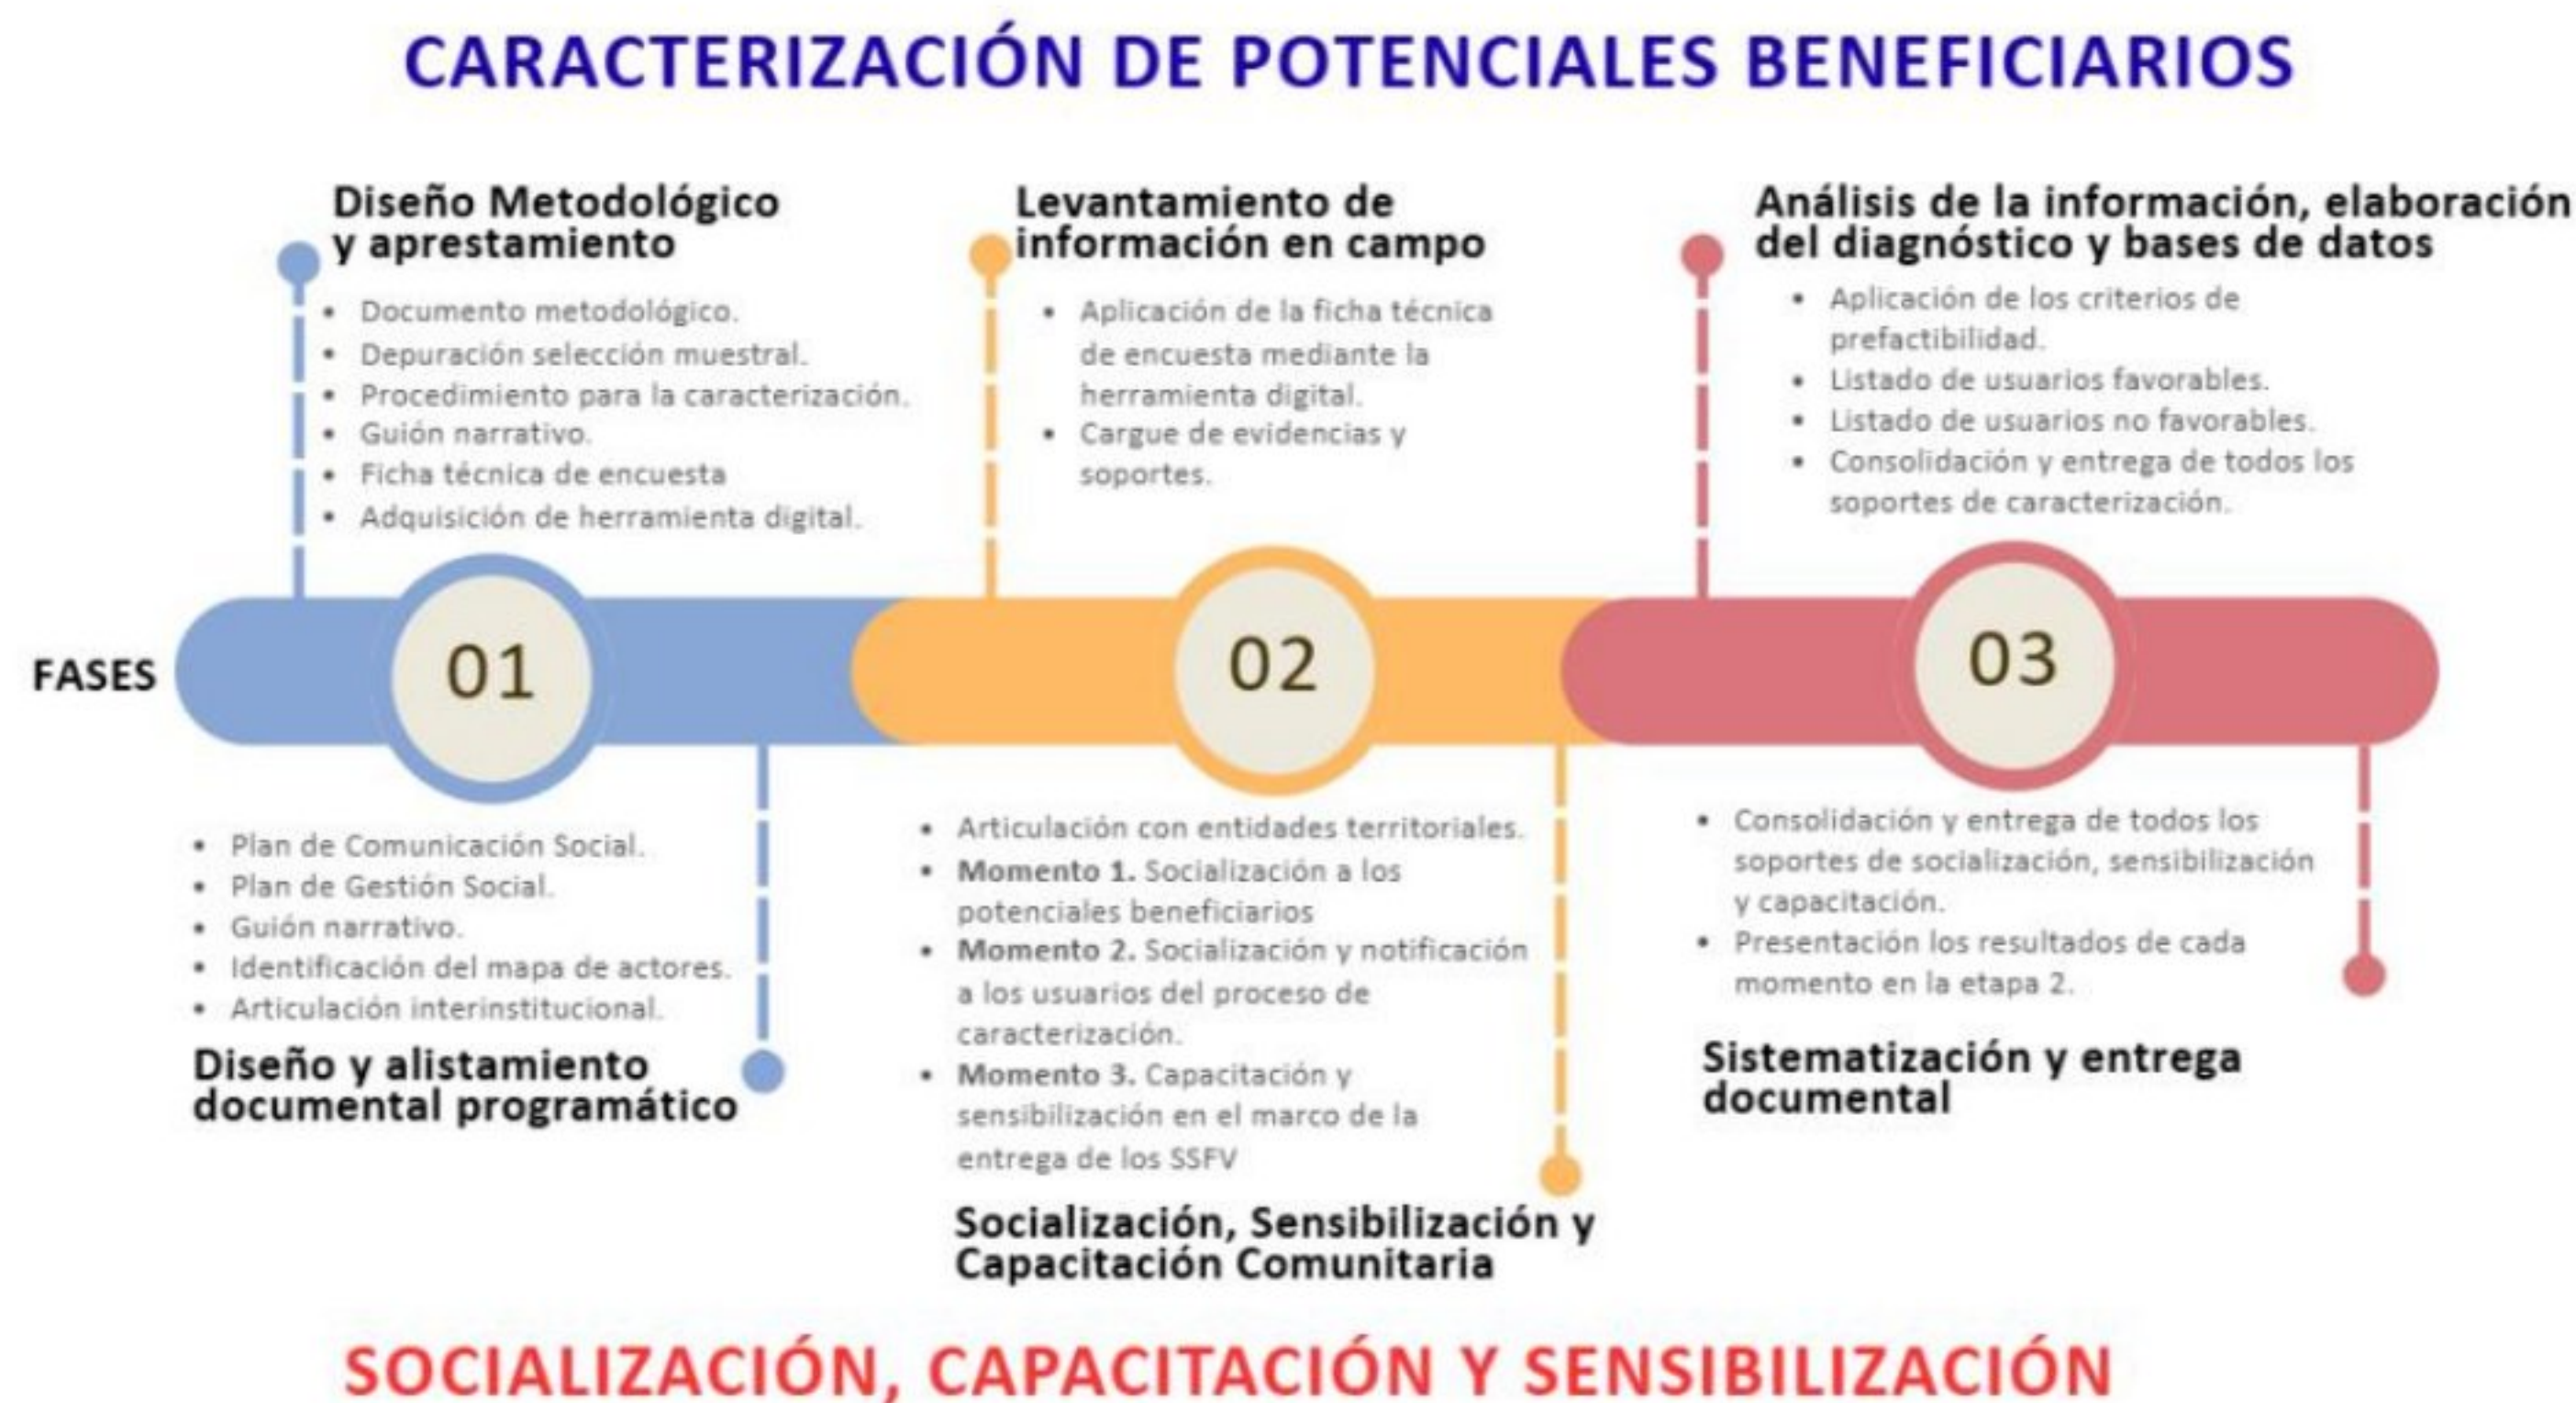 CARACTERIZACIÓN DE POTENCIALES BENEFICIARIOS
Diseño Metodológico
y aprestamiento
• Documento metodológico.
• Depuración selección muestral.
• Procedimiento para la caracterización.
• Guión narrativo.
• Ficha técnica de encuesta
• Adquisición de herramienta digital.
Levantamiento de
información en campo
• Aplicación de la ficha técnica
de encuesta mediante la
herramienta digital.
• Cargue de evidencias y
soportes.
Análisis de la información, elaboración
del diagnóstico y bases de datos
• Aplicación de los criterios de
prefactibilidad.
• Listado de usuarios favorables.
• Listado de usuarios no favorables.
• Consolidación y entrega de todos los
soportes de caracterización.
FASES
01
02
03
• Plan de Comunicación Social.
• Plan de Gestión Social.
• Guión narrativo.
• Identificación del mapa de actores.
• Articulación interinstitucional.
Diseño y alistamiento
documental programático
• Articulación con entidades territoriales.
• Momento 1. Socialización a los
potenciales beneficiarios
• Momento 2. Socialización y notificación
a los usuarios del proceso de
caracterización.
• Momento 3. Capacitación y
sensibilización en el marco de la
entrega de los SSFV
Socialización, Sensibilización y
Capacitación Comunitaria
• Consolidación y entrega de todos los
soportes de socialización, sensibilización
y capacitación.
• Presentación los resultados de cada
momento en la etapa 2.
Sistematización y entrega
documental
SOCIALIZACIÓN, CAPACITACIÓN Y SENSIBILIZACIÓN